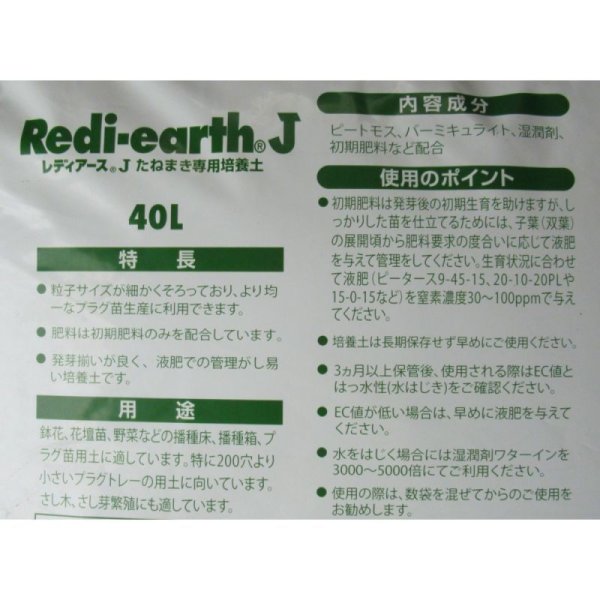 Redi-earth® J
レディアース® J たねまき専用培養土
40L
特長
● 粒子サイズが細かくそろっており、より均
一なプラグ苗生産に利用できます。
● 肥料は初期肥料のみを配合しています。
● 発芽揃いが良く、液肥での管理がし易
い培養土です。
用途
鉢花、花壇苗、野菜などの播種床、播種箱、プ
ラグ苗用土に適しています。特に200穴より
小さいプラグトレーの用土に向いています。
さし木、さし芽繁殖にも適しています。
内容成分
ピートモス、バーミキュライト、湿潤剤、
初期肥料など配合
使用のポイント
● 初期肥料は発芽後の初期生育を助けますが、し
っかりした苗を仕立てるためには、子葉(双葉)
の展開頃から肥料要求の度合いに応じて液肥
を与えて管理をしてください。生育状況に合わせ
て液肥(ピータース9-45-15、20-10-20PLや
15-0-15など)を窒素濃度30〜100ppmで与え
てください。
● 培養土は長期保存せず早めにご使用ください。
● 3ヵ月以上保管後、使用される際はEC値と
はっ水性(水はじき)をご確認ください。
● EC値が低い場合は、早めに液肥を与えて
ください。
● 水をはじく場合には湿潤剤ワターインを
3000〜5000倍にてご利用ください。
● 使用の際は、数袋を混ぜてからのご使用を
お勧めします。